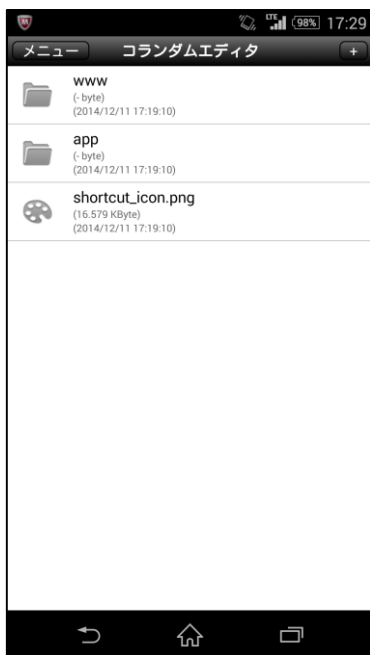 LTE 98% 17:29
メニュー コランダムエディタ +
www
(- byte)
(2014/12/11 17:19:10)
app
(- byte)
(2014/12/11 17:19:10)
shortcut_icon.png
(16.579 KByte)
(2014/12/11 17:19:10)